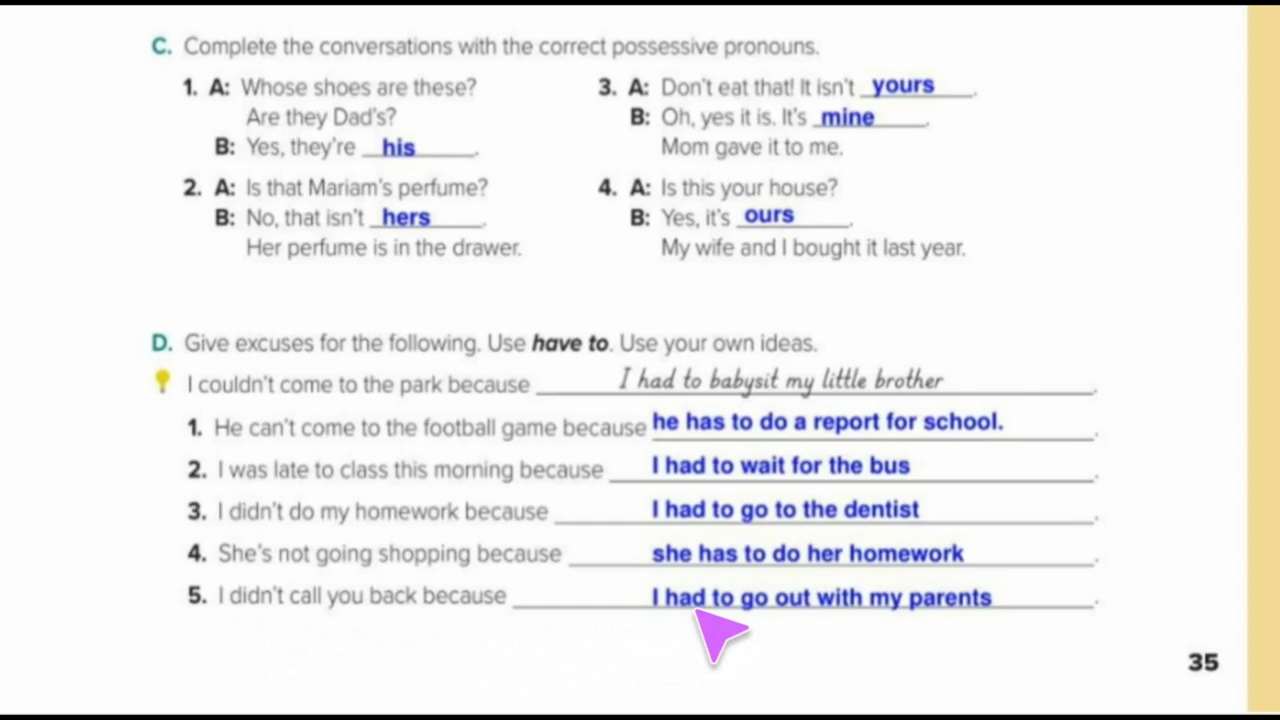 C. Complete the conversations with the correct possessive pronouns.
1. A: Whose shoes are these?
Are they Dad's?
B: Yes, they're his.
2. A: Is that Mariam's perfume?
B: No, that isn't hers.
Her perfume is in the drawer.
3. A: Don't eat that! It isn't yours.
B: Oh, yes it is. It's mine.
Mom gave it to me.
4. A: Is this your house?
B: Yes, it's ours.
My wife and I bought it last year.
D. Give excuses for the following. Use have to. Use your own ideas.
I couldn't come to the park because I had to babysit my little brother.
1. He can't come to the football game because he has to do a report for school..
2. I was late to class this morning because I had to wait for the bus.
3. I didn't do my homework because I had to go to the dentist.
4. She's not going shopping because she has to do her homework.
5. I didn't call you back because I had to go out with my parents.
35